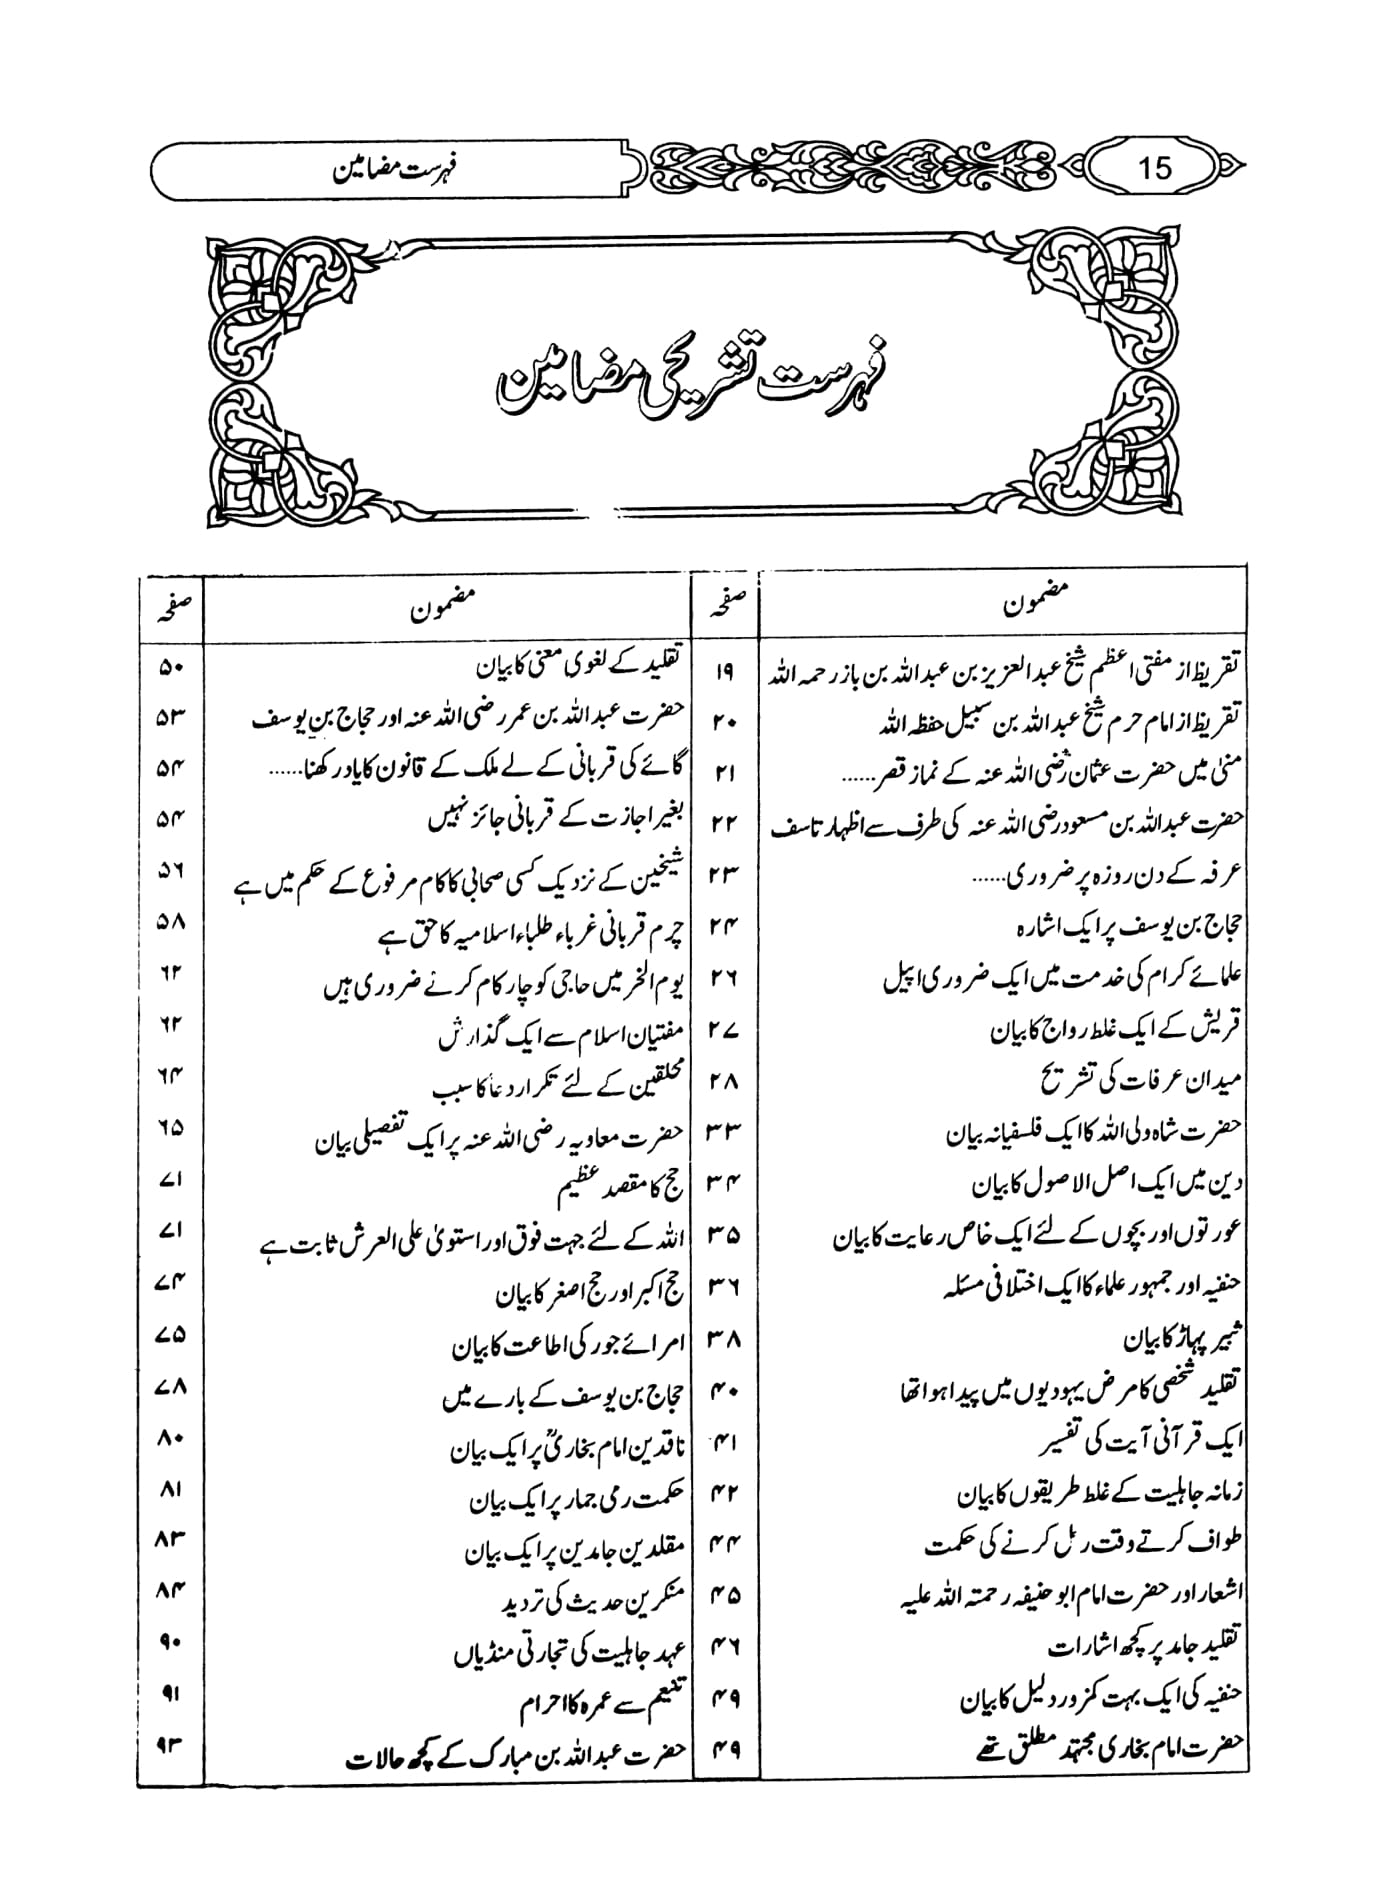 15
فہرست مضامین
فہرست تشریحی مضامین
مضمون صفحہ
تقریظ از مفتی اعظم شیخ عبدالعزیز بن عبداللہ بن باز رحمہ اللہ ۱۹
تقریظ از امام حرم شیخ عبداللہ بن سبیل حفظہ اللہ ۲۰
منیٰ میں حضرت عثمان رضی اللہ عنہ کے نماز قصر...... ۲۱
حضرت عبداللہ بن مسعود رضی اللہ عنہ کی طرف سے اظہار تاسف ۲۲
عرفہ کے دن روزہ پر ضروری...... ۲۳
حجاج بن یوسف پر ایک اشارہ ۲۴
علمائے کرام کی خدمت میں ایک ضروری اپیل ۲۶
قریش کے ایک غلط رواج کا بیان ۲۷
میدان عرفات کی تشریح ۲۸
حضرت شاہ ولی اللہ کا ایک فلسفیانہ بیان ۳۳
دین میں ایک اصل الاصول کا بیان ۳۴
عورتوں اور بچوں کے لئے ایک خاص رعایت کا بیان ۳۵
حنفیہ اور جمہور علماء کا ایک اختلافی مسئلہ ۳۶
ثبیر پہاڑ کا بیان ۳۸
تقلید شخصی کا مرض یہودیوں میں پیدا ہوا تھا ۴۰
ایک قرآنی آیت کی تفسیر ۴۱
زمانہ جاہلیت کے غلط طریقوں کا بیان ۴۲
طواف کرتے وقت رمل کرنے کی حکمت ۴۴
اشعار اور حضرت امام ابو حنیفہ رحمتہ اللہ علیہ ۴۵
تقلید جامد پر کچھ اشارات ۴۶
حنفیہ کی ایک بہت کمزور دلیل کا بیان ۴۹
حضرت امام بخاری مجتہد مطلق تھے ۴۹
مضمون صفحہ
تقلید کے لغوی معنی کا بیان ۵۰
حضرت عبداللہ بن عمر رضی اللہ عنہ اور حجاج بن یوسف ۵۳
گائے کی قربانی کے لے ملک کے قانون کا یاد رکھنا...... ۵۴
بغیر اجازت کے قربانی جائز نہیں ۵۴
شیخین کے نزدیک کسی صحابی کا کام مرفوع کے حکم میں ہے ۵۶
چرم قربانی غرباء طلباء اسلامیہ کا حق ہے ۵۸
یوم النحر میں حاجی کو چار کام کرنے ضروری ہیں ۶۲
مفتیان اسلام سے ایک گذارش ۶۲
محلقین کے لئے تکرار دعا کا سبب ۶۴
حضرت معاویہ رضی اللہ عنہ پر ایک تفصیلی بیان ۶۵
حج کا مقصد عظیم ۷۱
اللہ کے لئے جہت فوق اور استویٰ علی العرش ثابت ہے ۷۱
حج اکبر اور حج اصغر کا بیان ۷۴
امرائے جور کی اطاعت کا بیان ۷۵
حجاج بن یوسف کے بارے میں ۷۸
ناقدین امام بخاریؒ پر ایک بیان ۸۰
حکمت رمی جمار پر ایک بیان ۸۱
مقلدین جامدین پر ایک بیان ۸۳
منکرین حدیث کی تردید ۸۴
عہد جاہلیت کی تجارتی منڈیاں ۹۰
تنعیم سے عمرہ کا احرام ۹۱
حضرت عبداللہ بن مبارک کے کچھ حالات ۹۳